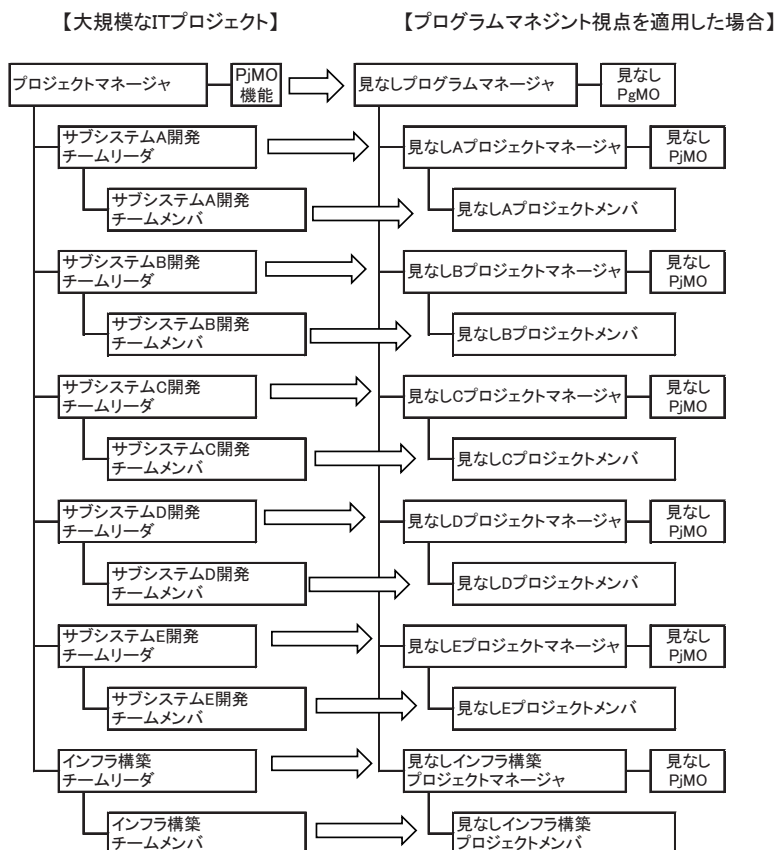 【大規模なITプロジェクト】 【プログラムマネジント視点を適用した場合】
プロジェクトマネージャ
PjMO
機能
見なしプログラムマネージャ
見なし
PgMO
サブシステムA開発
チームリーダ
見なしAプロジェクトマネージャ
見なし
PjMO
サブシステムA開発
チームメンバ
見なしAプロジェクトメンバ
サブシステムB開発
チームリーダ
見なしBプロジェクトマネージャ
見なし
PjMO
サブシステムB開発
チームメンバ
見なしBプロジェクトメンバ
サブシステムC開発
チームリーダ
見なしCプロジェクトマネージャ
見なし
PjMO
サブシステムC開発
チームメンバ
見なしCプロジェクトメンバ
サブシステムD開発
チームリーダ
見なしDプロジェクトマネージャ
見なし
PjMO
サブシステムD開発
チームメンバ
見なしDプロジェクトメンバ
サブシステムE開発
チームリーダ
見なしEプロジェクトマネージャ
見なし
PjMO
サブシステムE開発
チームメンバ
見なしEプロジェクトメンバ
インフラ構築
チームリーダ
見なしインフラ構築
プロジェクトマネージャ
見なし
PjMO
インフラ構築
チームメンバ
見なしインフラ構築
プロジェクトメンバ